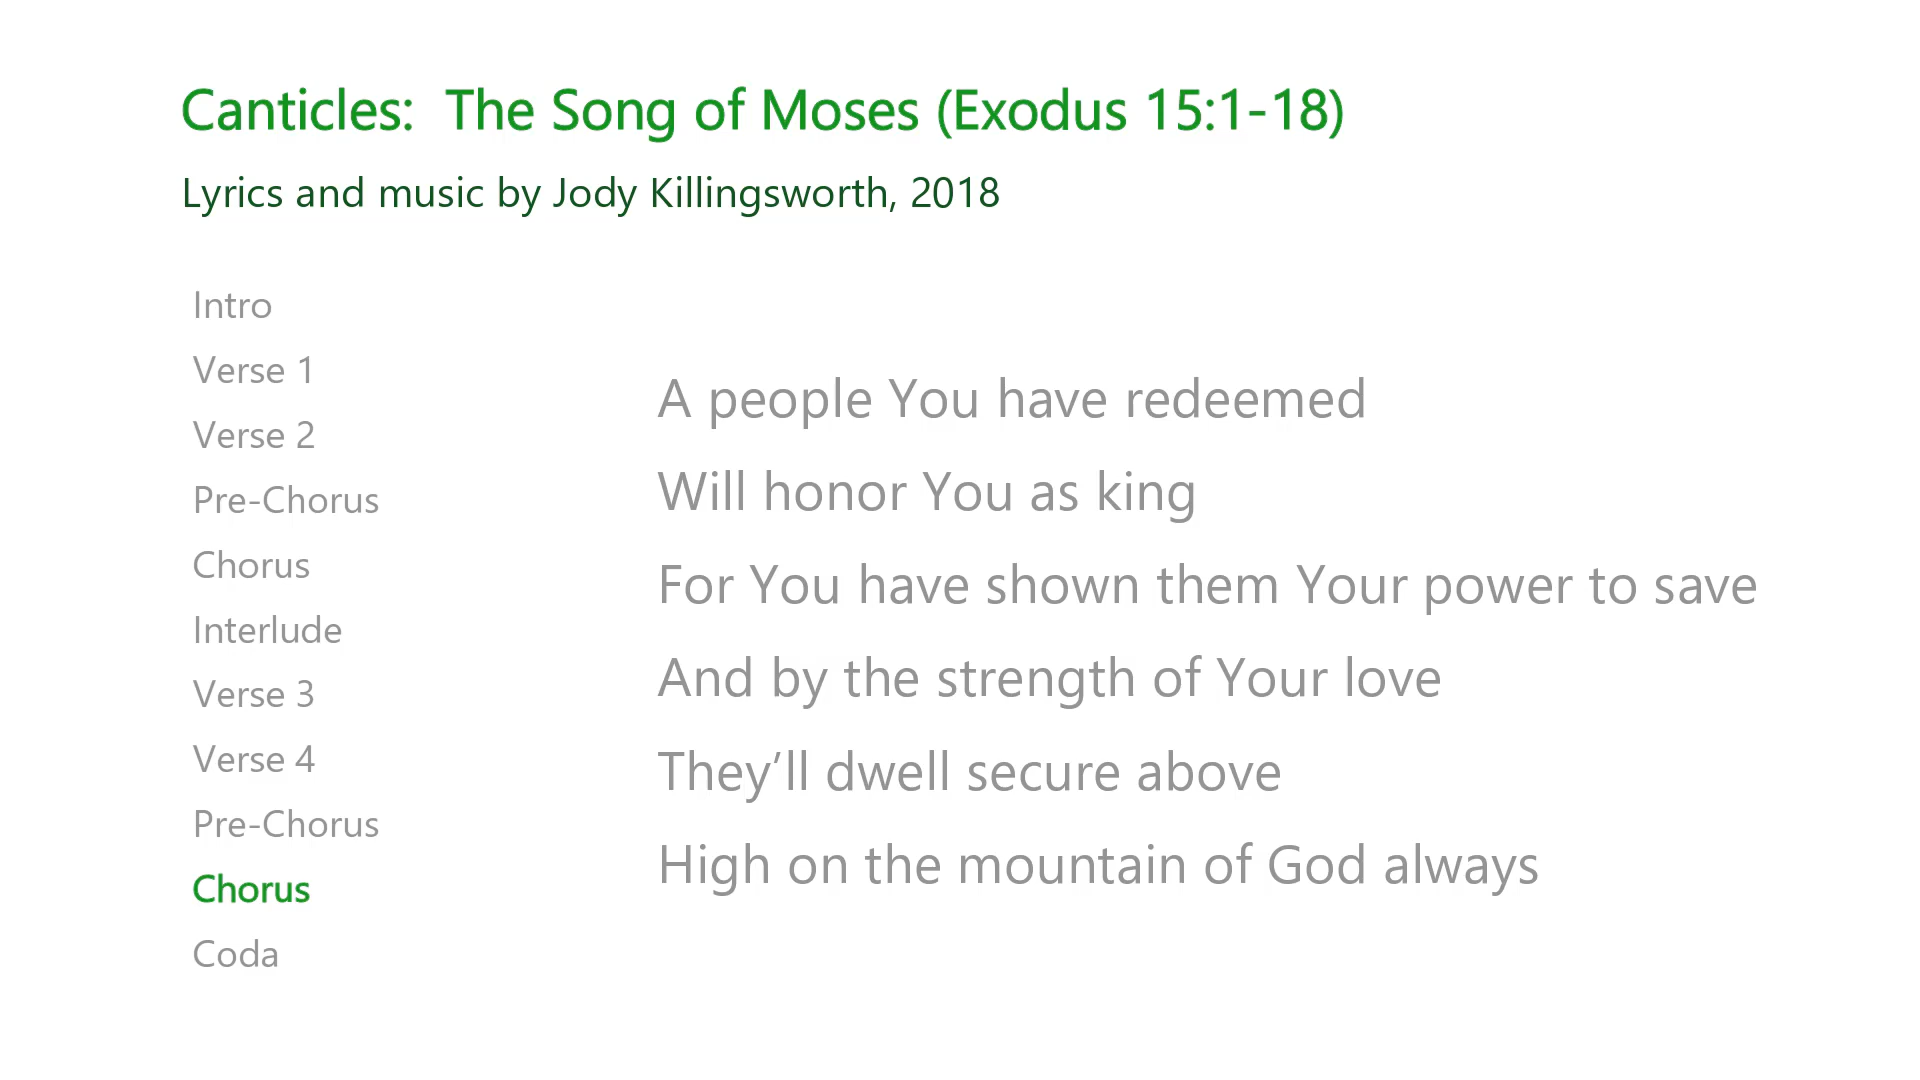 Canticles:  The Song of Moses (Exodus 15:1-18)
Lyrics and music by Jody Killingsworth, 2018
Intro
Verse 1
Verse 2
Pre-Chorus
Chorus
Interlude
Verse 3
Verse 4
Pre-Chorus
Chorus
Coda
A people You have redeemed
Will honor You as king
For You have shown them Your power to save
And by the strength of Your love
They’ll dwell secure above
High on the mountain of God always